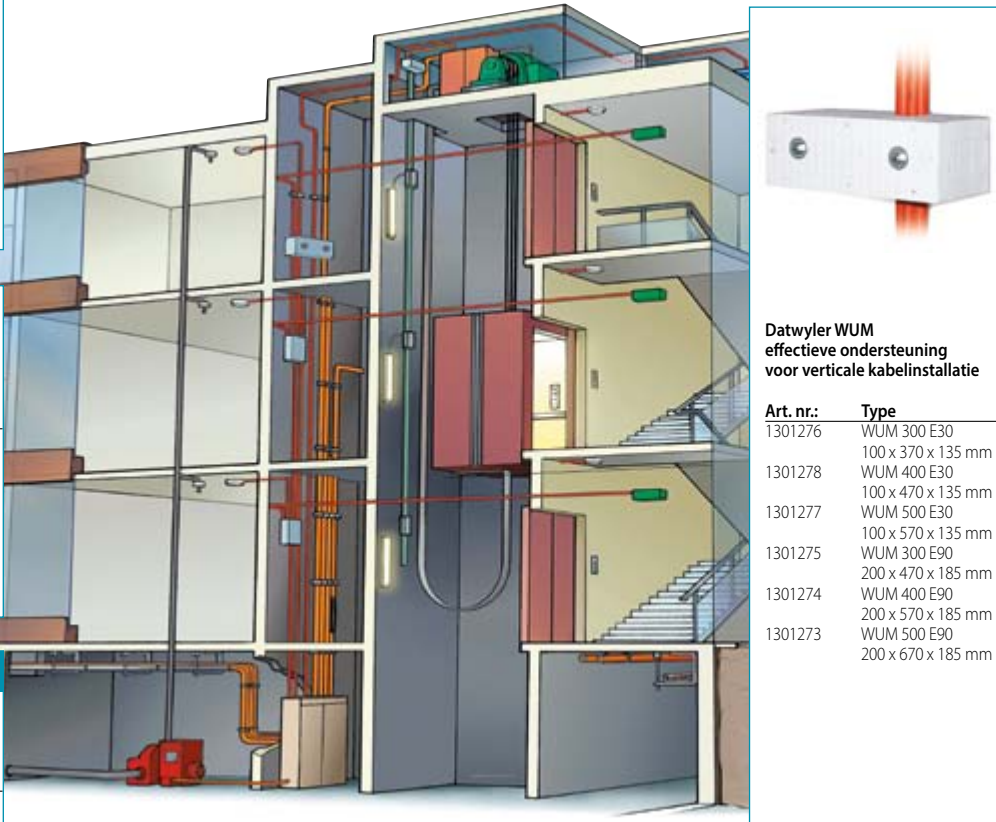 Datwyler WUM
effectieve ondersteuning
voor verticale kabelinstallatie
Art. nr.: Type
1301276 WUM 300 E30
100 x 370 x 135 mm
1301278 WUM 400 E30
100 x 470 x 135 mm
1301277 WUM 500 E30
100 x 570 x 135 mm
1301275 WUM 300 E90
200 x 470 x 185 mm
1301274 WUM 400 E90
200 x 570 x 185 mm
1301273 WUM 500 E90
200 x 670 x 185 mm